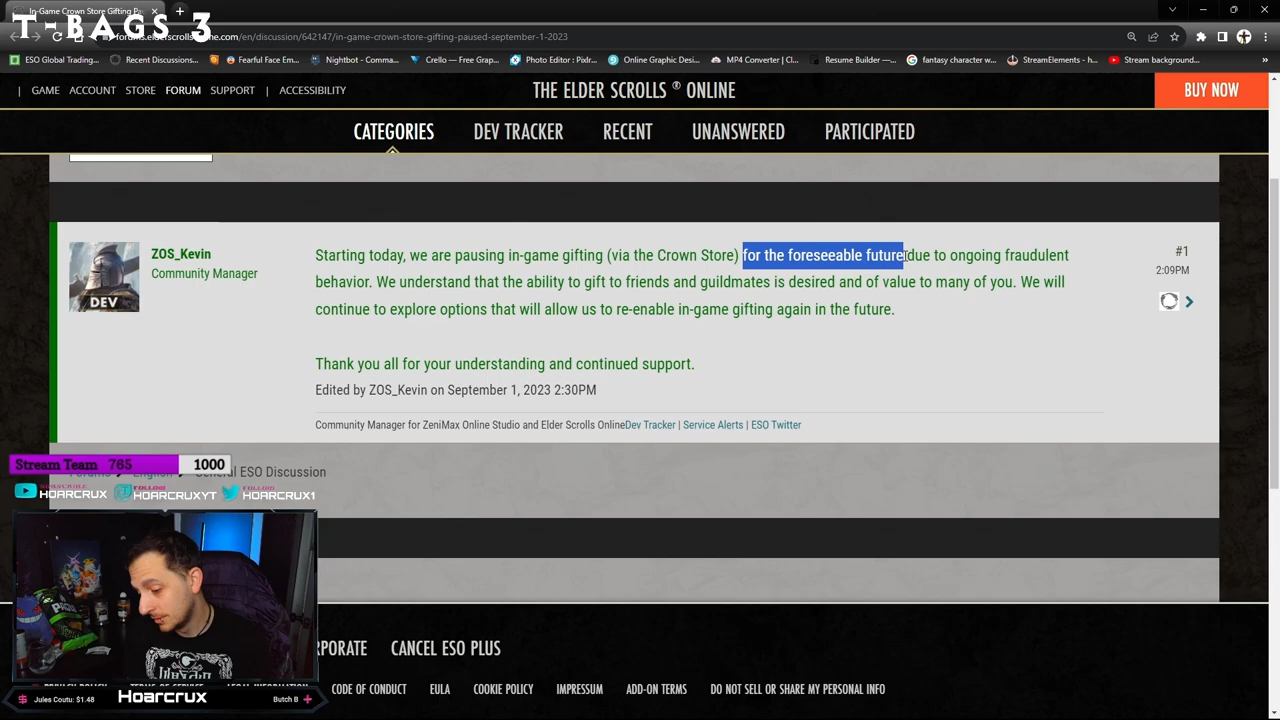 In-Game Crown Store Gifting Pa
T-BAGS 3
forums.elderscrollsonline.com/en/discussion/642147/in-game-crown-store-gifting-paused-september-1-2023
ESO Global Trading... Recent Discussions... Fearful Face Em... Nightbot - Comma... Crello — Free Grap... Photo Editor : Pixlr... Online Graphic Desi... MP4 Converter | Cl... Resume Builder —... fantasy character w... StreamElements - h... Stream background...
GAME ACCOUNT STORE FORUM SUPPORT | ACCESSIBILITY
THE ELDER SCROLLS ® ONLINE
BUY NOW
CATEGORIES DEV TRACKER RECENT UNANSWERED PARTICIPATED
ZOS_Kevin
Community Manager
DEV
Starting today, we are pausing in-game gifting (via the Crown Store) for the foreseeable future due to ongoing fraudulent
behavior. We understand that the ability to gift to friends and guildmates is desired and of value to many of you. We will
continue to explore options that will allow us to re-enable in-game gifting again in the future.
Thank you all for your understanding and continued support.
Edited by ZOS_Kevin on September 1, 2023 2:30PM
Community Manager for ZeniMax Online Studio and Elder Scrolls OnlineDev Tracker | Service Alerts | ESO Twitter
#1
2:09PM
Stream Team 765 1000
General ESO Discussion
SUBSCRIBE FOLLOW FOLLOW
HOARCRUX HOARCRUXYT HOARCRUX1
RPORATE CANCEL ESO PLUS
CODE OF CONDUCT EULA COOKIE POLICY IMPRESSUM ADD-ON TERMS DO NOT SELL OR SHARE MY PERSONAL INFO
Jules Coutu: $1.48 Hoarcrux Butch B